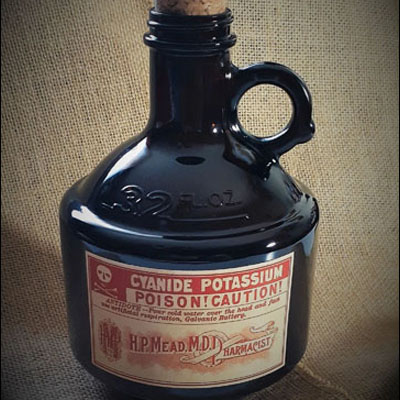 32 FL. OZ.
CYANIDE POTASSIUM
POISON! CAUTION!
ANTIDOTE—Pour cold water over the head and face
use artificial respiration, Galvanic Battery.
H.P. MEAD, M.D. PHARMACIST